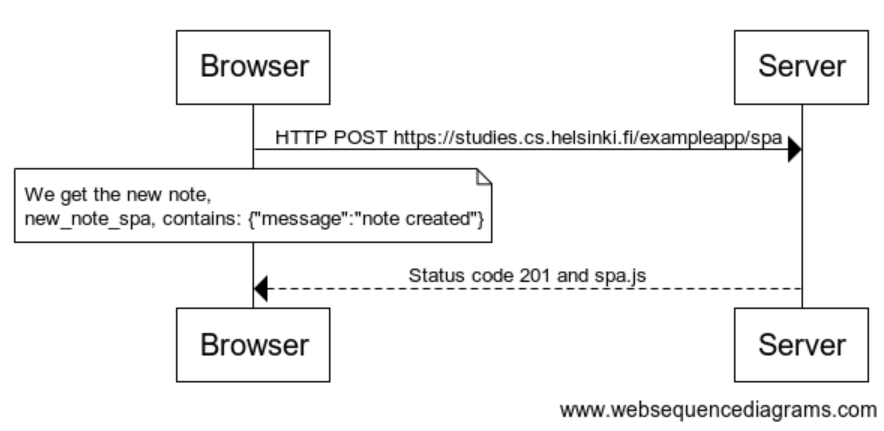 Browser
Server
HTTP POST https://studies.cs.helsinki.fi/exampleapp/spa
We get the new note,
new_note_spa, contains: {"message":"note created"}
Status code 201 and spa.js
Browser
Server
www.websequencediagrams.com